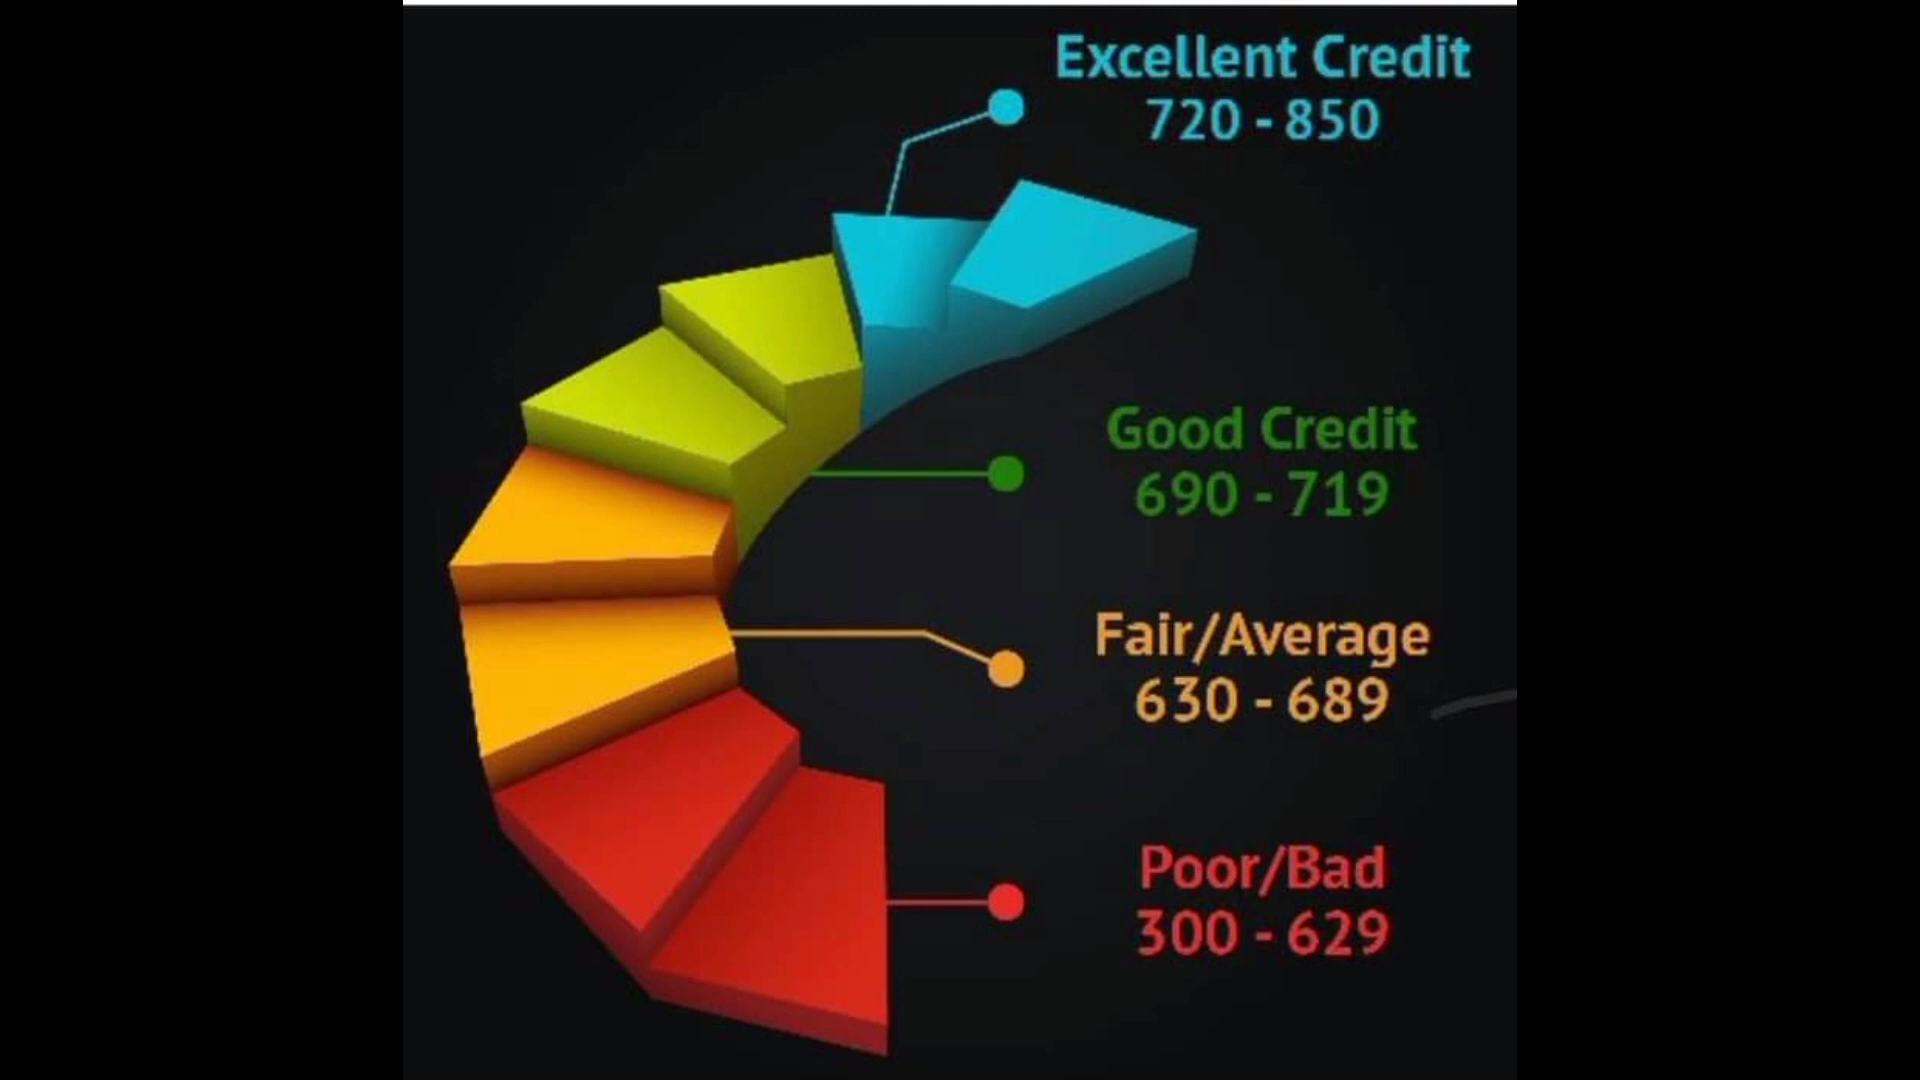 Excellent Credit
720 - 850
Good Credit
690 - 719
Fair/Average
630 - 689
Poor/Bad
300 - 629